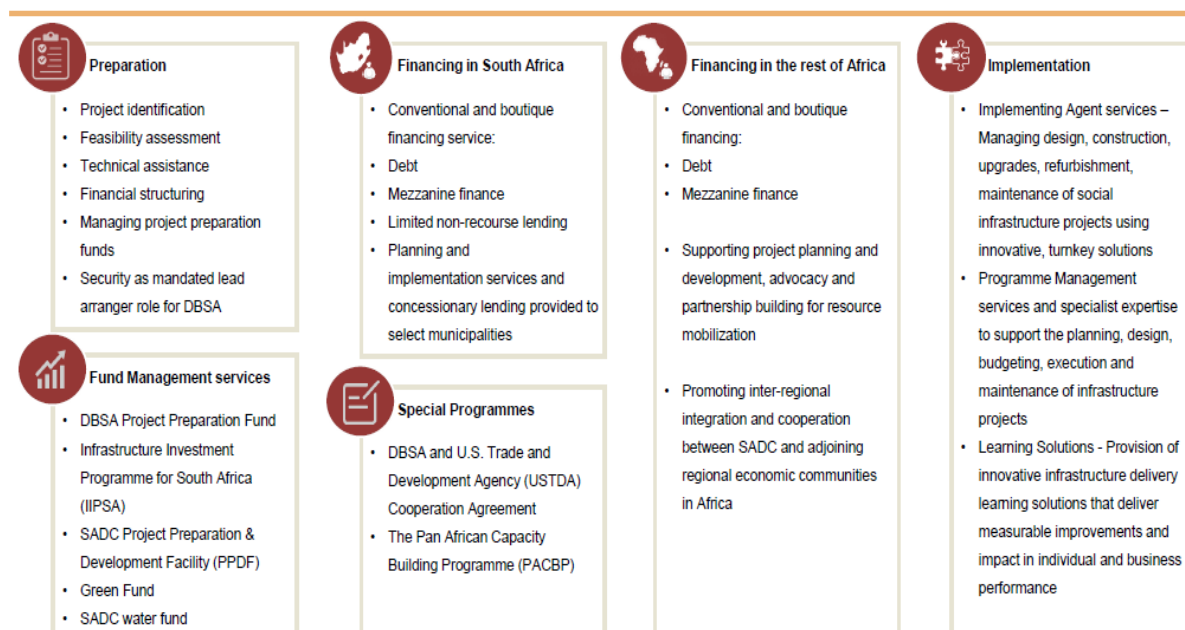 Preparation
• Project identification
• Feasibility assessment
• Technical assistance
• Financial structuring
• Managing project preparation
funds
• Security as mandated lead
arranger role for DBSA
Fund Management services
• DBSA Project Preparation Fund
• Infrastructure Investment
Programme for South Africa
(IIPSA)
• SADC Project Preparation &
Development Facility (PPDF)
• Green Fund
• SADC water fund
Financing in South Africa
• Conventional and boutique
financing service:
• Debt
• Mezzanine finance
• Limited non-recourse lending
• Planning and
implementation services and
concessionary lending provided to
select municipalities
Special Programmes
• DBSA and U.S. Trade and
Development Agency (USTDA)
Cooperation Agreement
• The Pan African Capacity
Building Programme (PACBP)
Financing in the rest of Africa
• Conventional and boutique
financing:
• Debt
• Mezzanine finance
• Supporting project planning and
development, advocacy and
partnership building for resource
mobilization
• Promoting inter-regional
integration and cooperation
between SADC and adjoining
regional economic communities
in Africa
Implementation
• Implementing Agent services –
Managing design, construction,
upgrades, refurbishment,
maintenance of social
infrastructure projects using
innovative, turnkey solutions
• Programme Management
services and specialist expertise
to support the planning, design,
budgeting, execution and
maintenance of infrastructure
projects
• Learning Solutions - Provision of
innovative infrastructure delivery
learning solutions that deliver
measurable improvements and
impact in individual and business
performance